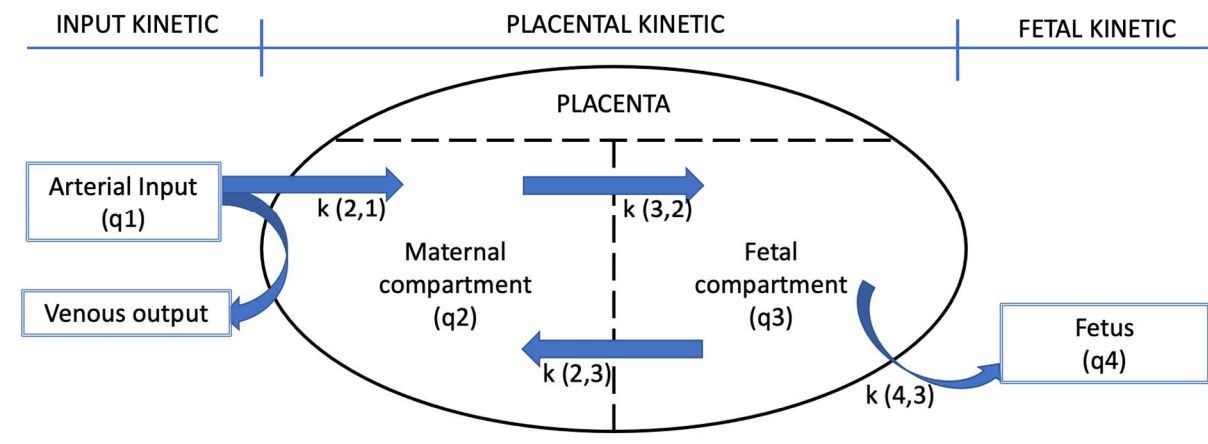 INPUT KINETIC
PLACENTAL KINETIC
FETAL KINETIC
PLACENTA
Arterial Input
(q1)
k (2,1)
k (3,2)
Maternal
compartment
(q2)
Fetal
compartment
(q3)
Venous output
k (2,3)
k (4,3)
Fetus
(q4)